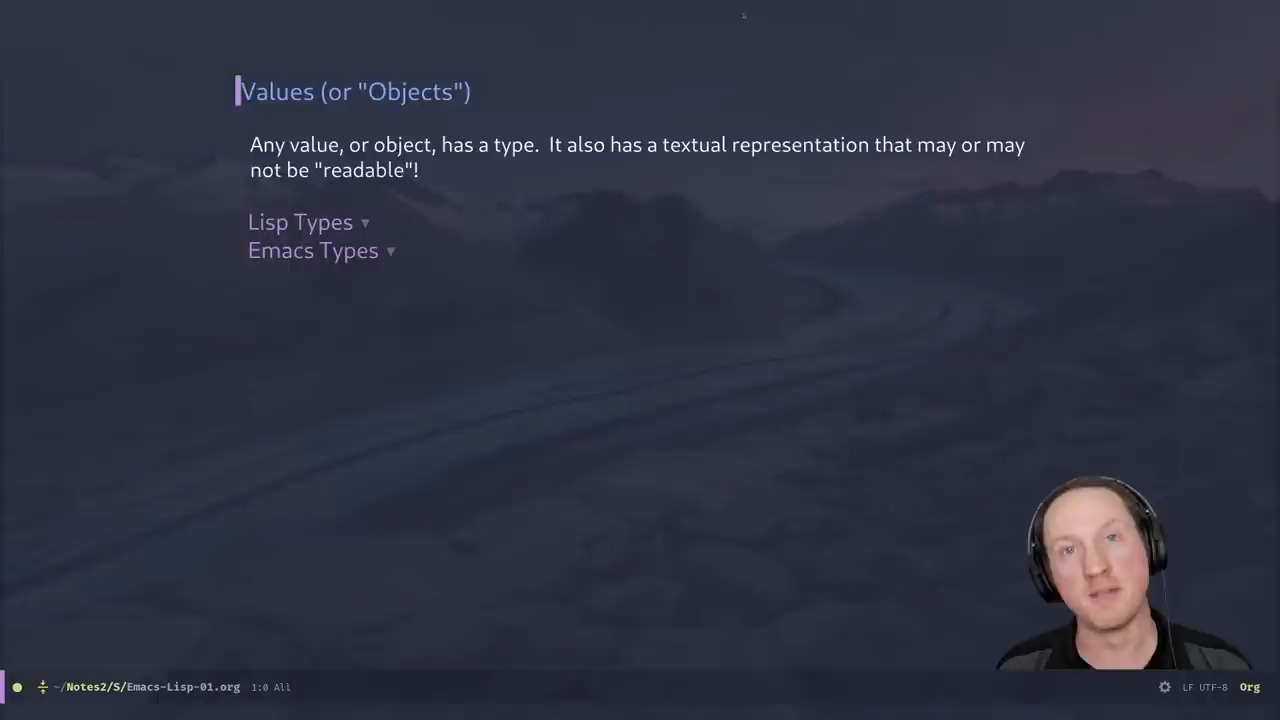 Values (or "Objects")
Any value, or object, has a type.  It also has a textual representation that may or may
not be "readable"!
Lisp Types ▾
Emacs Types ▾
~/Notes2/S/Emacs-Lisp-01.org 1:0 All
LF UTF-8 Org